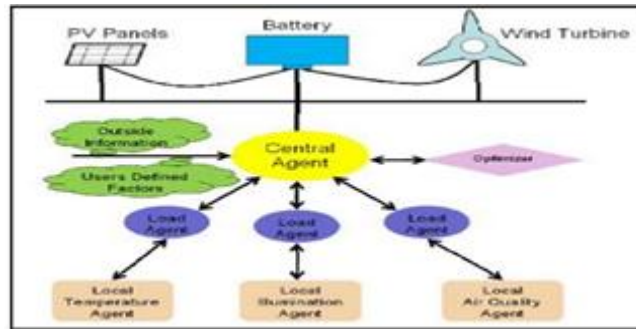 PV Panels
Battery
Wind Turbine
Outside
Information
Central
Agent
Optimizer
Users Defined
Factors
Load
Agent
Load
Agent
Load
Agent
Local
Temperature
Agent
Local
Illumination
Agent
Local
Air Quality
Agent